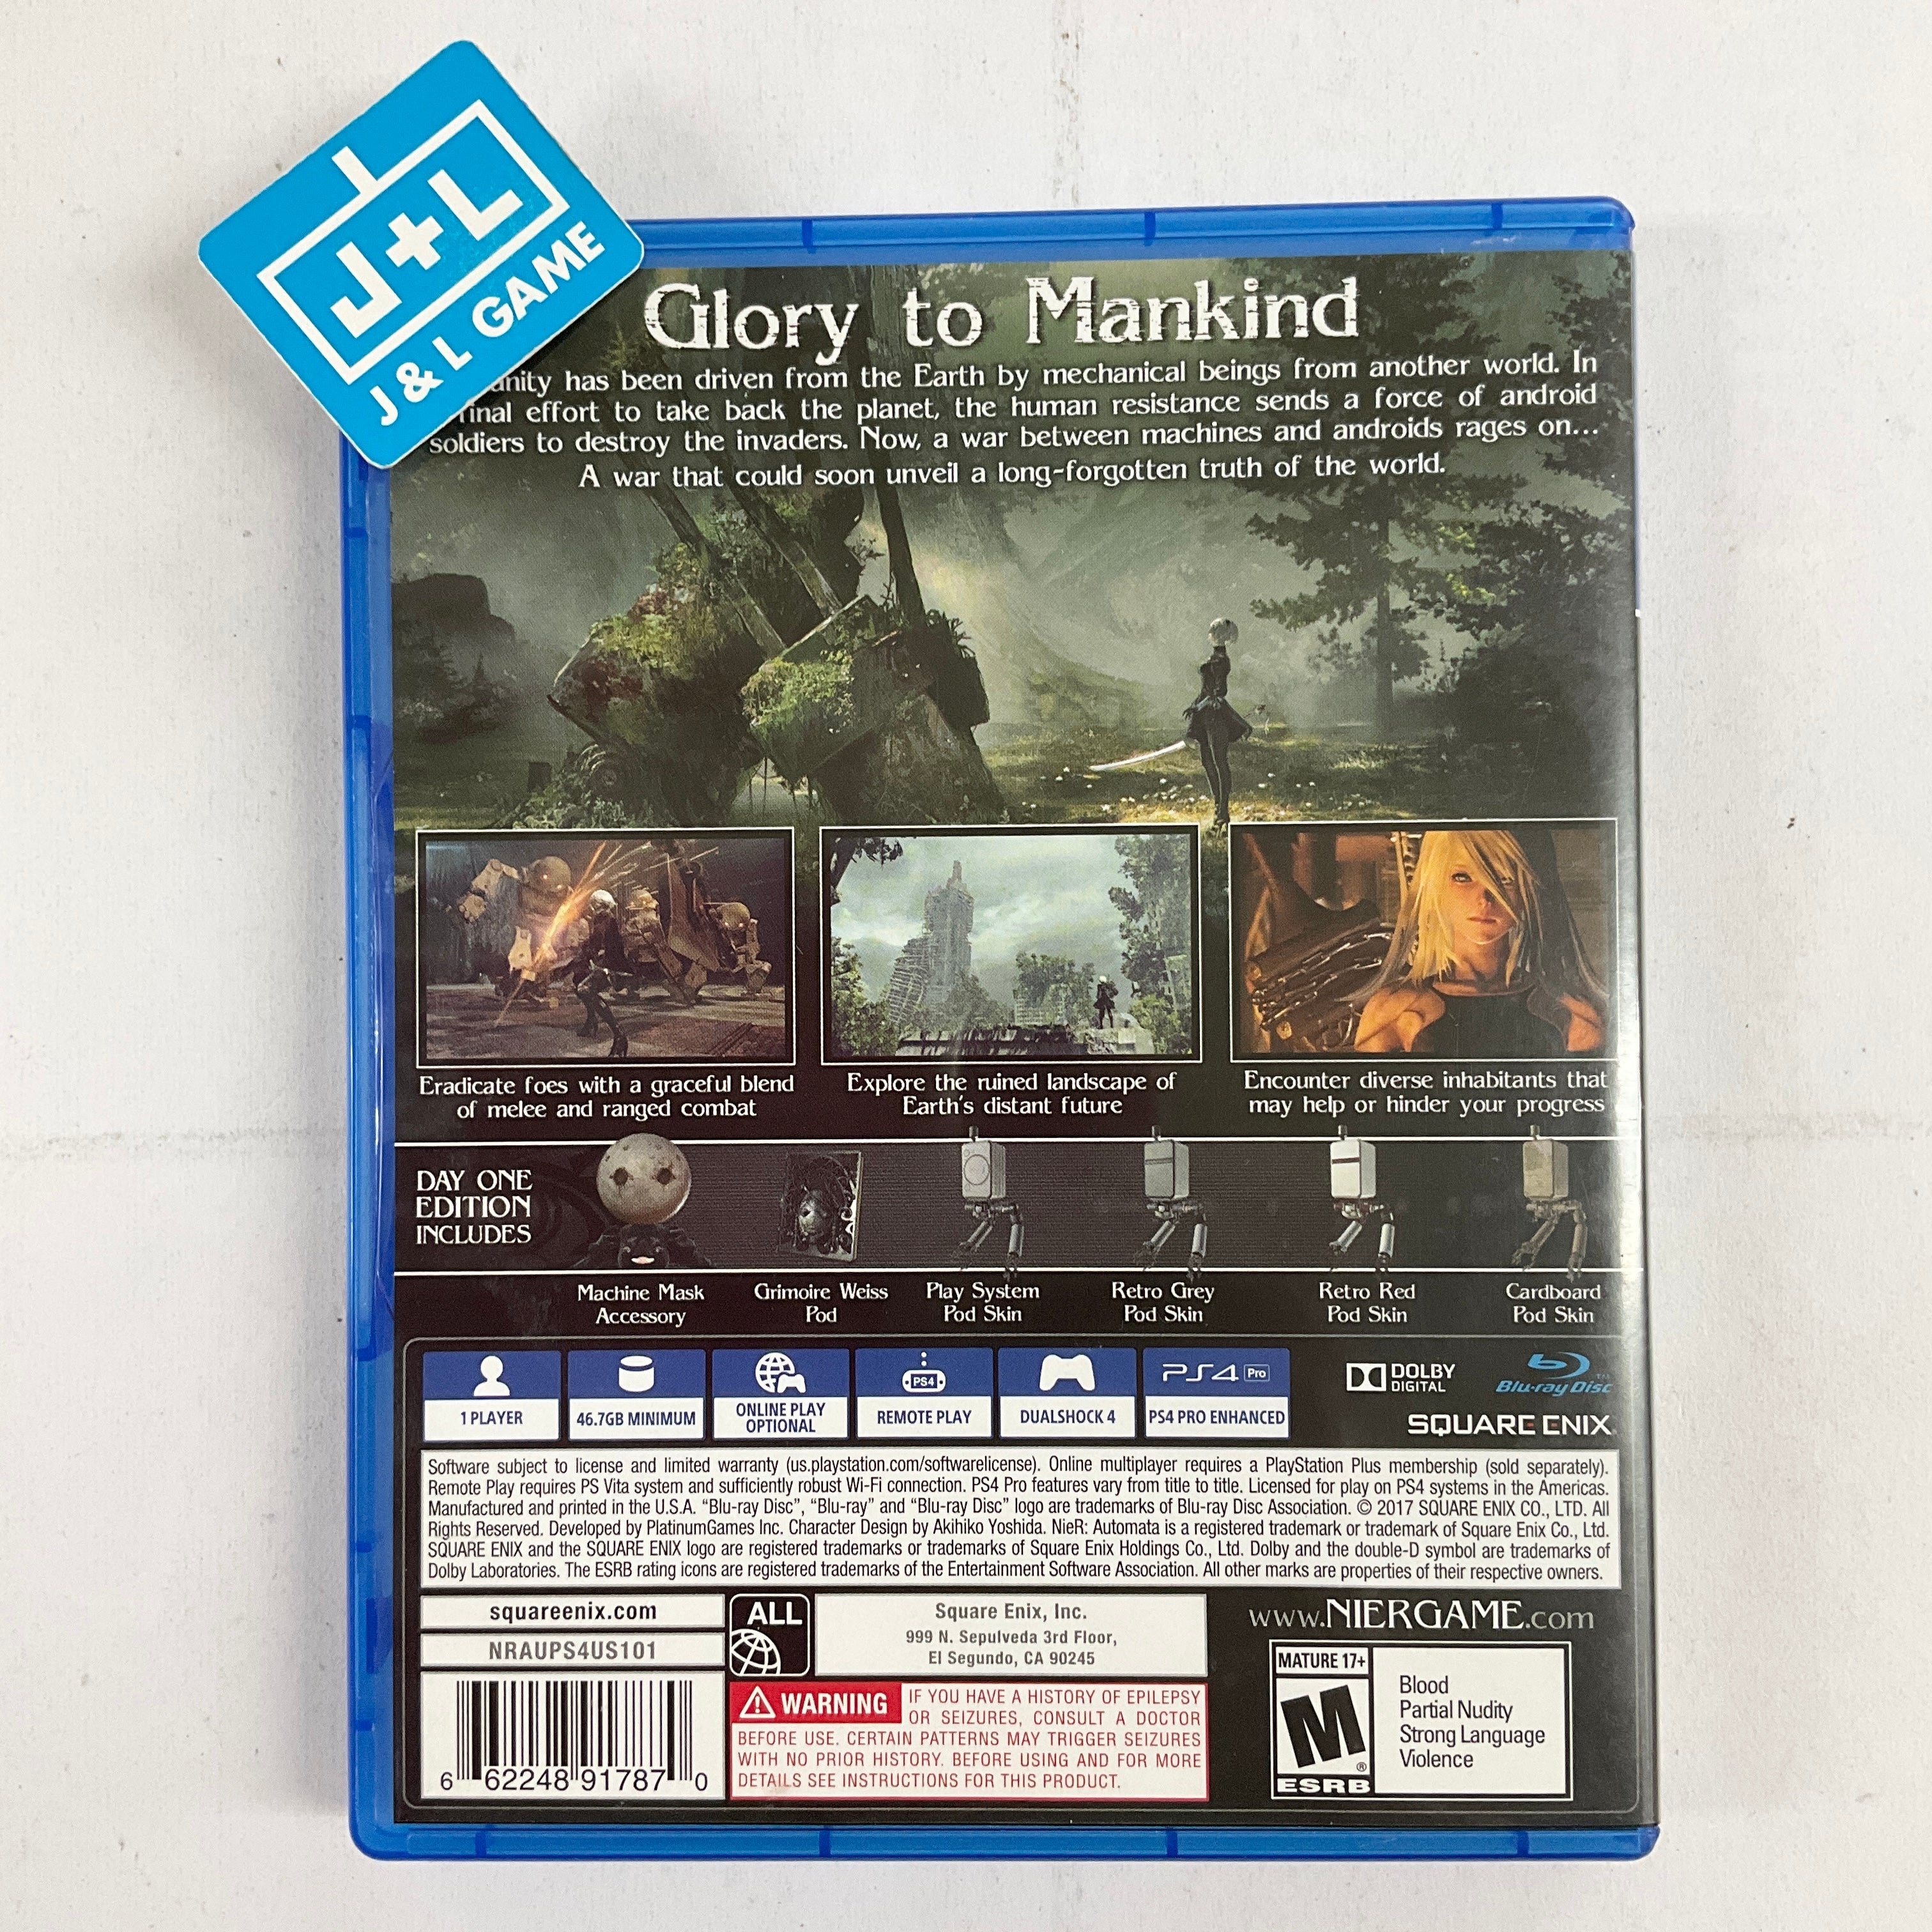 J+L
J & L GAME
Glory to Mankind
has been driven from the Earth by mechanical beings from another world. In
final effort to take back the planet, the human resistance sends a force of android
soldiers to destroy the invaders. Now, a war between machines and androids rages on...
A war that could soon unveil a long-forgotten truth of the world.
Eradicate foes with a graceful blend
of melee and ranged combat
Explore the ruined landscape of
Earth's distant future
Encounter diverse inhabitants that
may help or hinder your progress
DAY ONE
EDITION
INCLUDES
Machine Mask
Accessory
Grimoire Weiss
Pod
Play System
Pod Skin
Retro Grey
Pod Skin
Retro Red
Pod Skin
Cardboard
Pod Skin
1 PLAYER
46.7GB MINIMUM
ONLINE PLAY
OPTIONAL
PS4
REMOTE PLAY
DUALSHOCK 4
PS4 Pro
PS4 PRO ENHANCED
DOLBY
DIGITAL
Blu-ray Disc
SQUARE ENIX
Software subject to license and limited warranty (us.playstation.com/softwarelicense). Online multiplayer requires a PlayStation Plus membership (sold separately).
Remote Play requires PS Vita system and sufficiently robust Wi-Fi connection. PS4 Pro features vary from title to title. Licensed for play on PS4 systems in the Americas.
Manufactured and printed in the U.S.A. “Blu-ray Disc”, “Blu-ray” and “Blu-ray Disc” logo are trademarks of Blu-ray Disc Association. © 2017 SQUARE ENIX CO., LTD. All
Rights Reserved. Developed by PlatinumGames Inc. Character Design by Akihiko Yoshida. NieR: Automata is a registered trademark or trademark of Square Enix Co., Ltd.
SQUARE ENIX and the SQUARE ENIX logo are registered trademarks or trademarks of Square Enix Holdings Co., Ltd. Dolby and the double-D symbol are trademarks of
Dolby Laboratories. The ESRB rating icons are registered trademarks of the Entertainment Software Association. All other marks are properties of their respective owners.
squareenix.com
NRAUPS4US101
ALL
Square Enix, Inc.
999 N. Sepulveda 3rd Floor,
El Segundo, CA 90245
www.NIERGAME.com
WARNING IF YOU HAVE A HISTORY OF EPILEPSY
OR SEIZURES, CONSULT A DOCTOR
BEFORE USE. CERTAIN PATTERNS MAY TRIGGER SEIZURES
WITH NO PRIOR HISTORY. BEFORE USING AND FOR MORE
DETAILS SEE INSTRUCTIONS FOR THIS PRODUCT.
6 62248 91787 0
MATURE 17+
M
ESRB
Blood
Partial Nudity
Strong Language
Violence